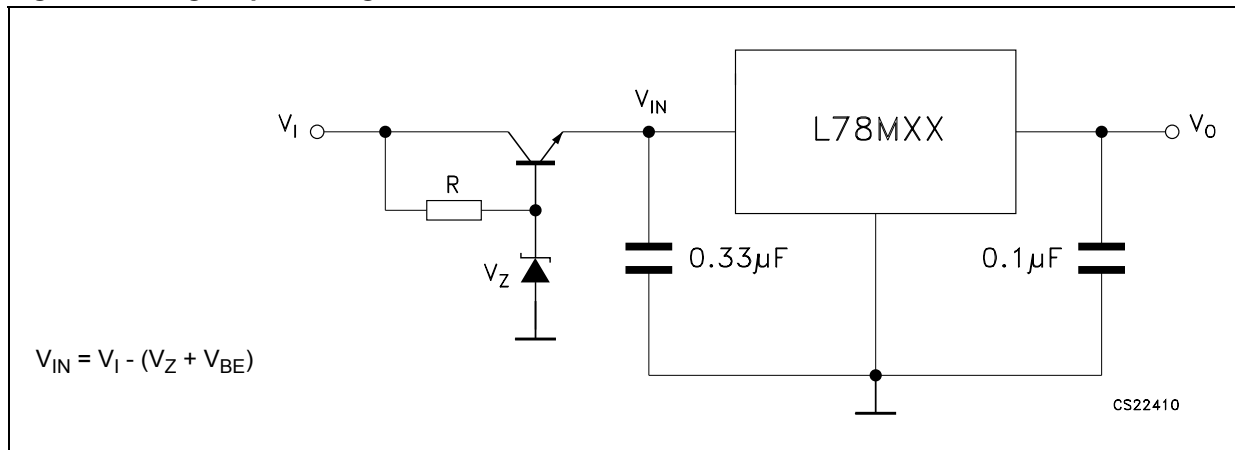 V_I
V_IN
L78MXX
V_O
R
V_Z
0.33µF
0.1µF
V_IN = V_I - (V_Z + V_BE)
CS22410